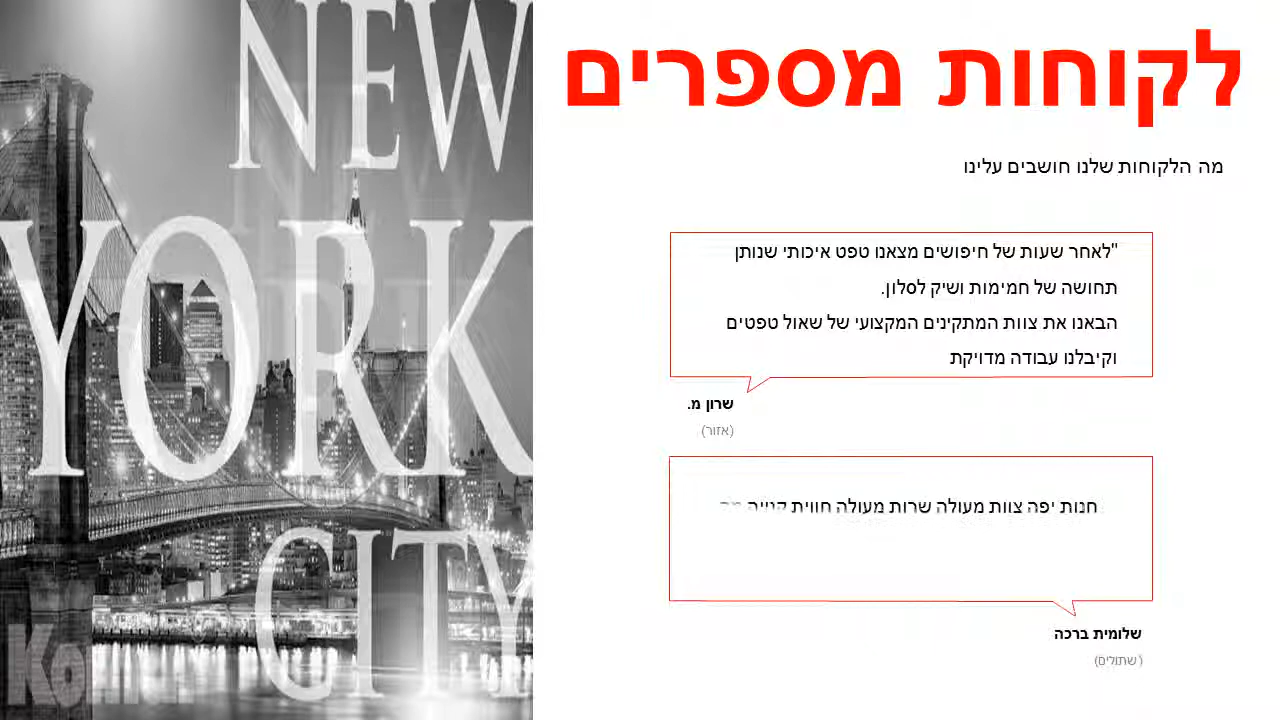 NEW
YORK
CITY
לקוחות מספרים
מה הלקוחות שלנו חושבים עלינו
"לאחר שעות של חיפושים מצאנו טפט איכותי שנותן
תחושה של חמימות ושיק לסלון.
הבאנו את צוות המתקינים המקצועי של שאול טפטים
וקיבלנו עבודה מדויקת
שרון מ.
(אזור)
חנות יפה צוות מעולה שרות מעולה חווית קנייה
שלומית ברכה
(שתולים)